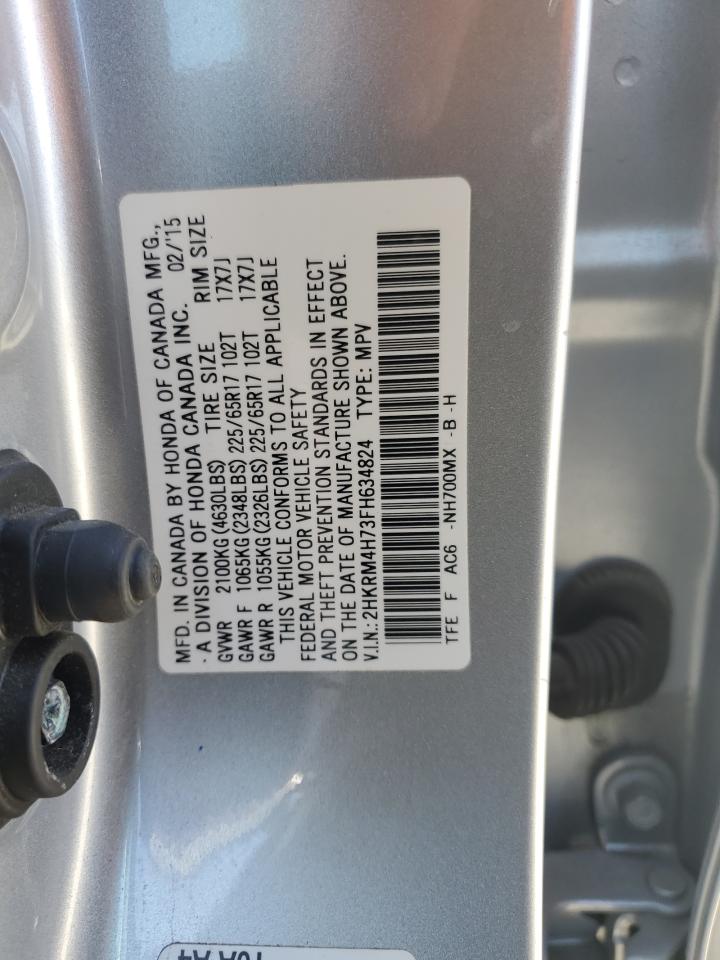 MFD. IN CANADA BY HONDA OF CANADA MFG.,
- A DIVISION OF HONDA CANADA INC. 02/'15
GVWR 2100KG(4630LBS) TIRE SIZE RIM SIZE
GAWR F 1065KG(2348LBS) 225/65R17 102T 17X7J
GAWR R 1055KG(2326LBS) 225/65R17 102T 17X7J
THIS VEHICLE CONFORMS TO ALL APPLICABLE
FEDERAL MOTOR VEHICLE SAFETY
AND THEFT PREVENTION STANDARDS IN EFFECT
ON THE DATE OF MANUFACTURE SHOWN ABOVE.
V.I.N.:2HKRM4H73FH634824 TYPE: MPV
TFE F AC6 -NH700MX -B -H